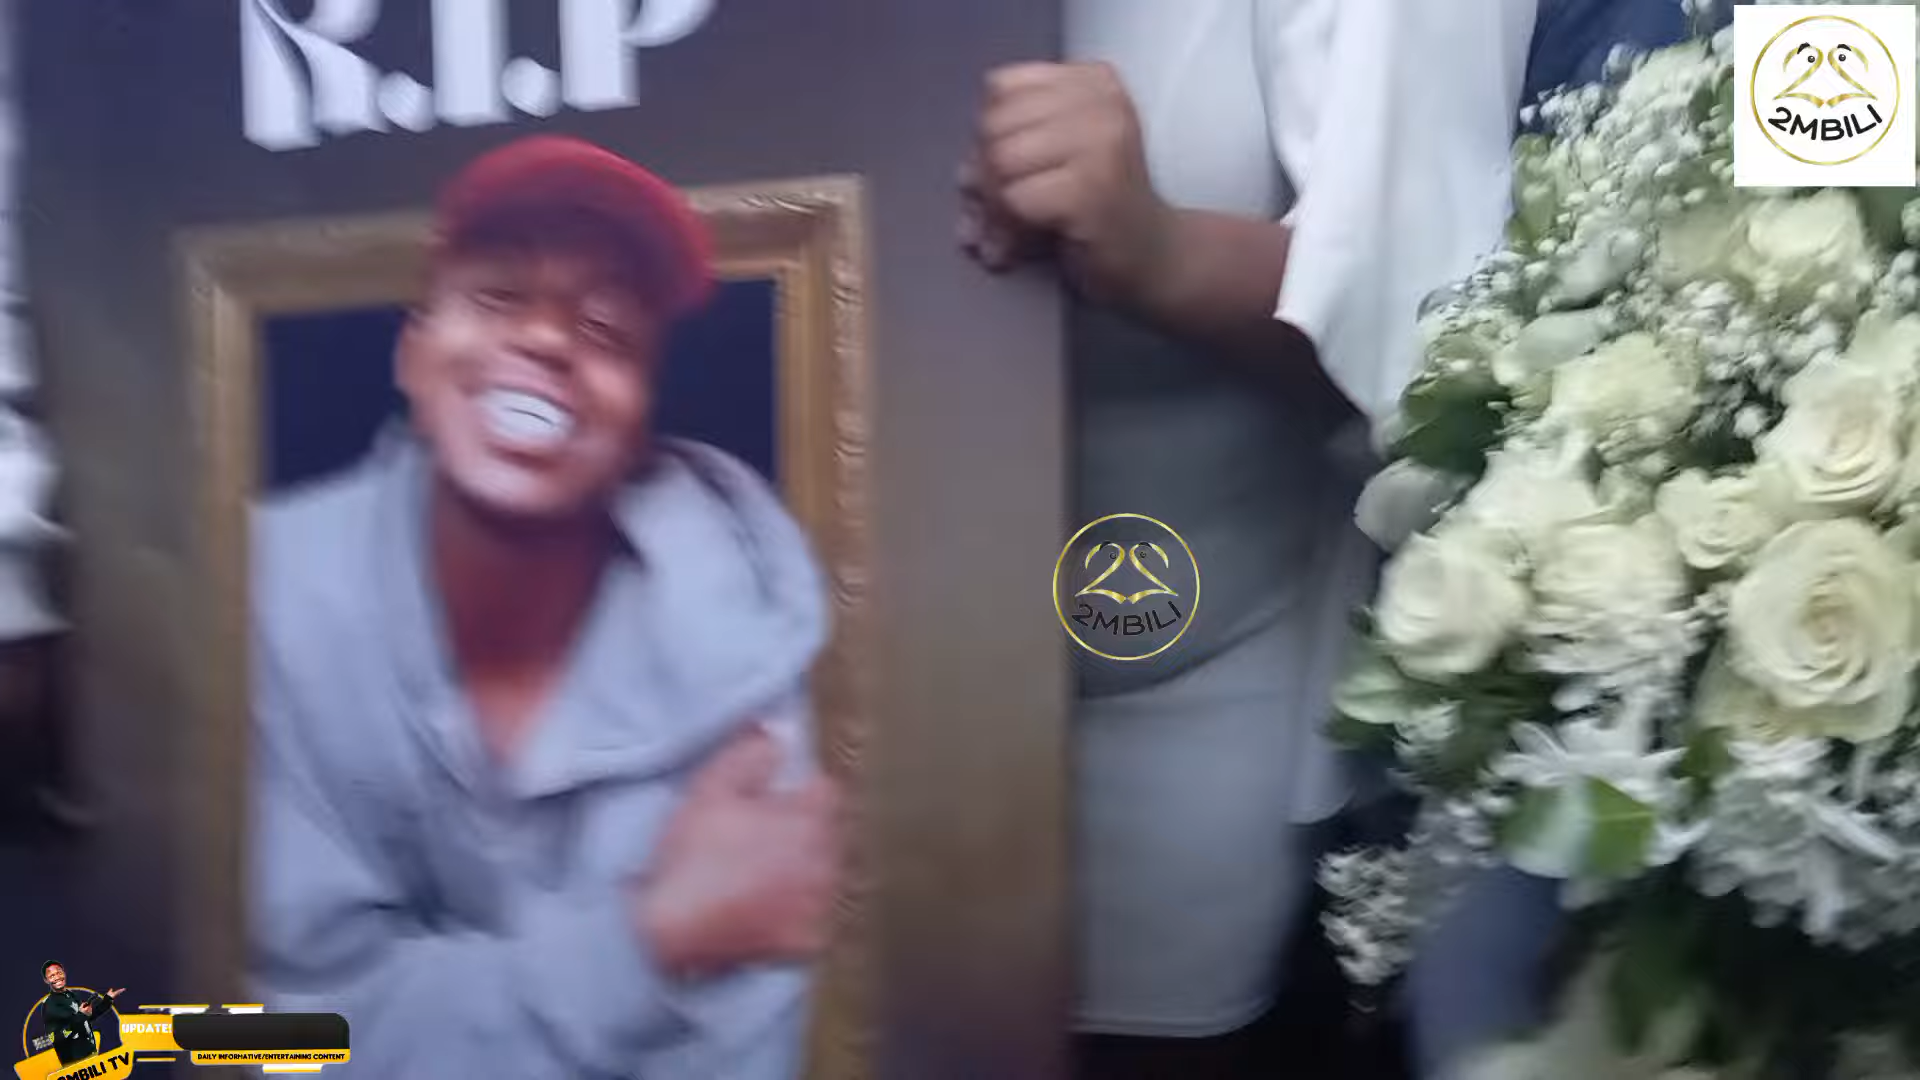 R.I.P
2MBILI
2MBILI
UPDATE!
DAILY INFORMATIVE/ENTERTAINING CONTENT
2MBILI TV